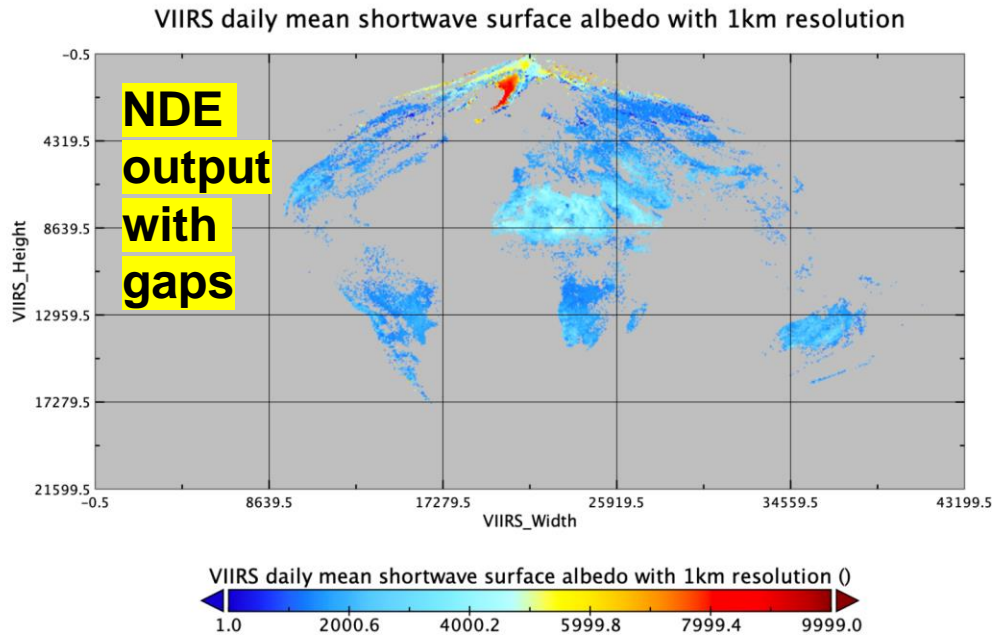 VIIRS daily mean shortwave surface albedo with 1km resolution
NDE
output
with
gaps
-0.5
4319.5
8639.5
12959.5
17279.5
21599.5
VIIRS_Height
-0.5
8639.5
17279.5
25919.5
34559.5
43199.5
VIIRS_Width
VIIRS daily mean shortwave surface albedo with 1km resolution ()
1.0
2000.6
4000.2
5999.8
7999.4
9999.0